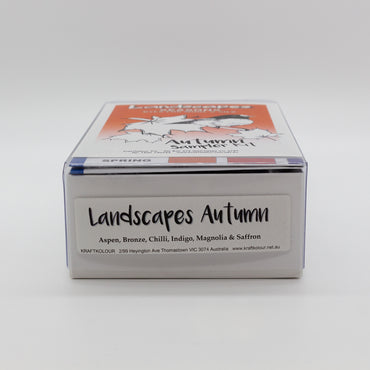 Landscapes
Autumn
Sampler Kit
SPRING
Landscapes Autumn
Aspen, Bronze, Chilli, Indigo, Magnolia & Saffron
KRAFTKOLOUR 2/99 Heyington Ave Thomastown VIC 3074 Australia www.kraftkolour.net.au